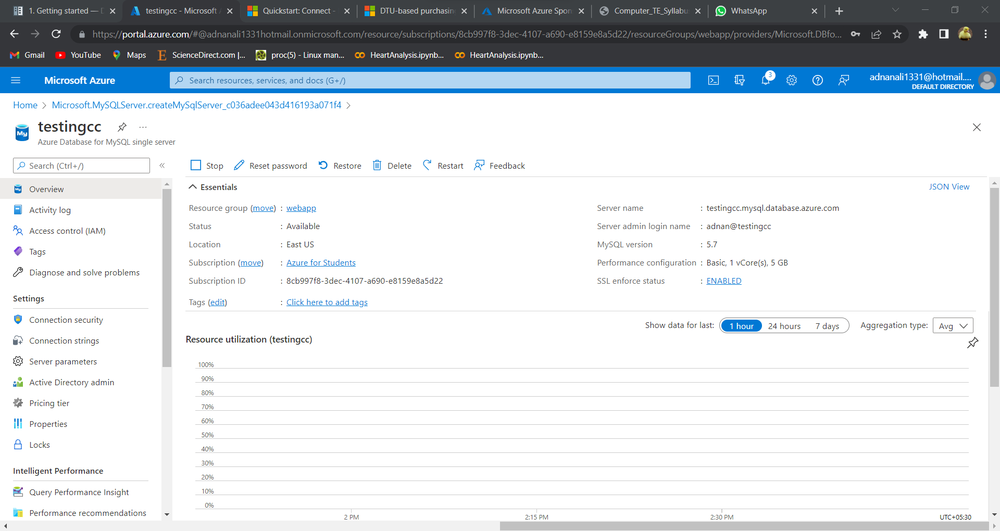 1. Getting started — D
testingcc - Microsoft A
Quickstart: Connect -
DTU-based purchasin
Microsoft Azure Spon
Computer_TE_Syllabu
WhatsApp
https://portal.azure.com/#@adnanali1331hotmail.onmicrosoft.com/resource/subscriptions/8cb997f8-3dec-4107-a690-e8159e8a5d22/resourceGroups/webapp/providers/Microsoft.DBfo...
Gmail
YouTube
Maps
ScienceDirect.com |...
proc(5) - Linux man...
HeartAnalysis.ipynb...
HeartAnalysis.ipynb...
Microsoft Azure
Search resources, services, and docs (G+/)
3
adnanali1331@hotmail....
DEFAULT DIRECTORY
Home > Microsoft.MySQLServer.createMySqlServer_c036adee043d416193a071f4 >
My
testingcc
...
Azure Database for MySQL single server
Search (Ctrl+/)
«
Stop
Reset password
Restore
Delete
Restart
Feedback
Overview
Activity log
Access control (IAM)
Tags
Diagnose and solve problems
Settings
Connection security
Connection strings
Server parameters
Active Directory admin
Pricing tier
Properties
Locks
Intelligent Performance
Query Performance Insight
Performance recommendations
Essentials
JSON View
Resource group (move) : webapp
Status : Available
Location : East US
Subscription (move) : Azure for Students
Subscription ID : 8cb997f8-3dec-4107-a690-e8159e8a5d22
Tags (edit) : Click here to add tags
Server name : testingcc.mysql.database.azure.com
Server admin login name : adnan@testingcc
MySQL version : 5.7
Performance configuration : Basic, 1 vCore(s), 5 GB
SSL enforce status : ENABLED
Show data for last:
1 hour
24 hours
7 days
Aggregation type:
Avg
Resource utilization (testingcc)
100%
90%
80%
70%
60%
50%
40%
30%
20%
10%
0%
2 PM
2:15 PM
2:30 PM
UTC+05:30